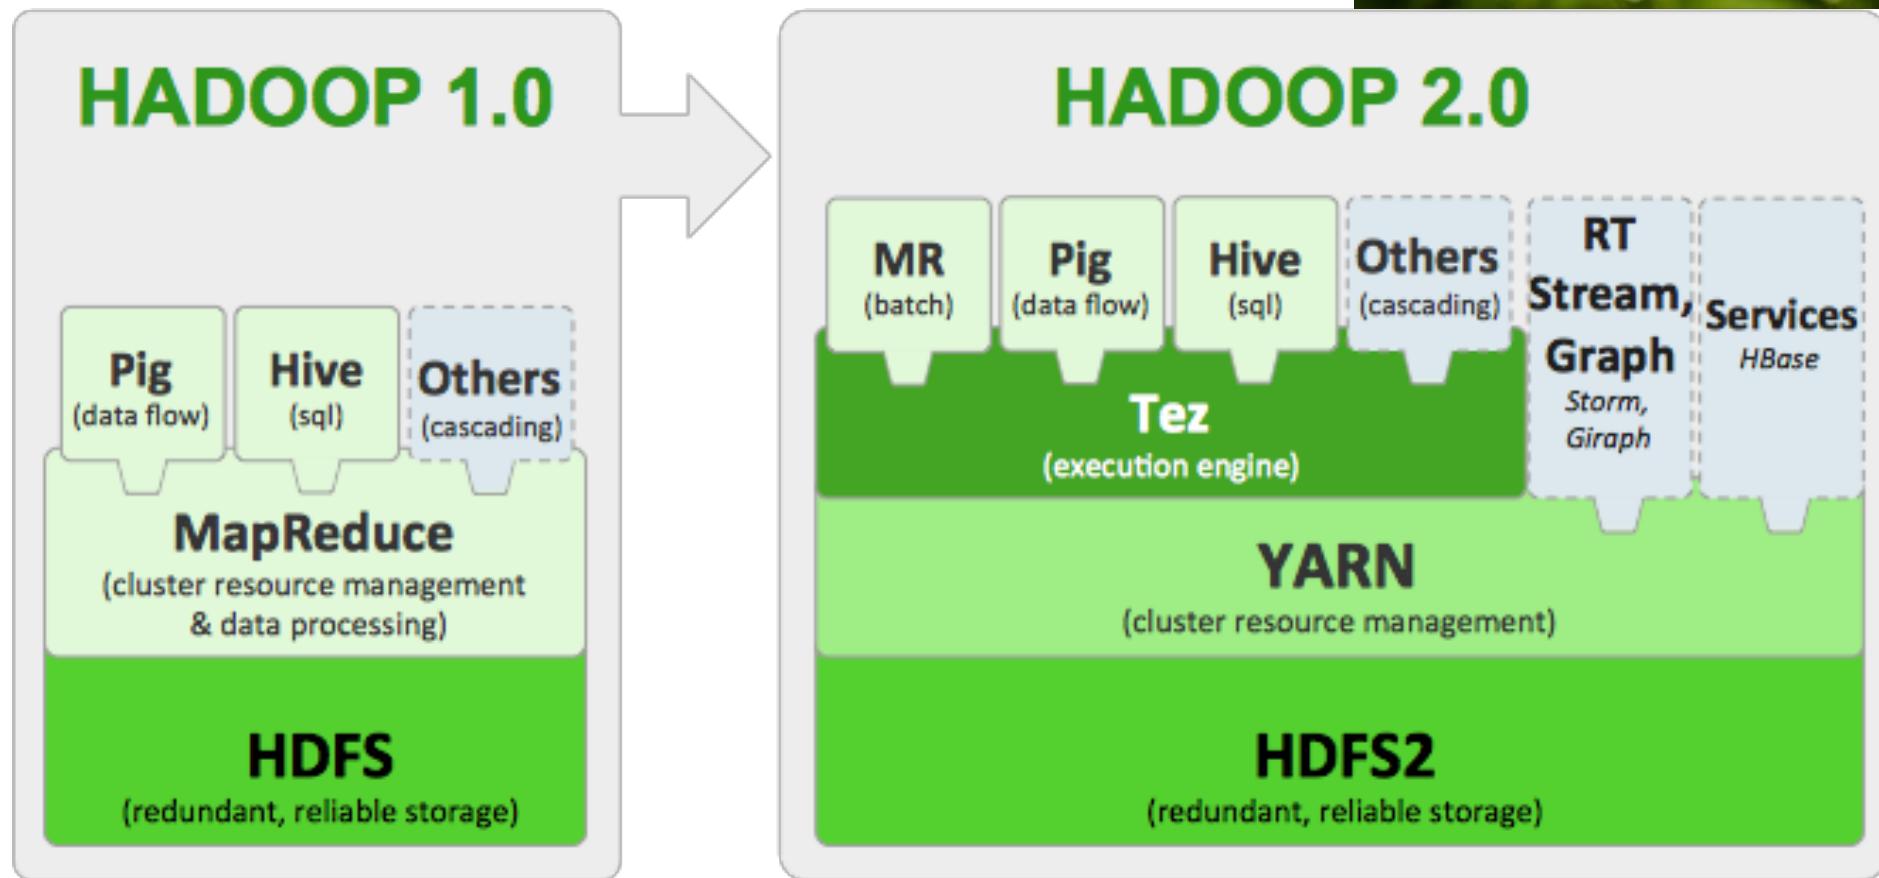 HADOOP 1.0
Pig
(data flow)
Hive
(sql)
Others
(cascading)
MapReduce
(cluster resource management
& data processing)
HDFS
(redundant, reliable storage)
HADOOP 2.0
MR
(batch)
Pig
(data flow)
Hive
(sql)
Others
(cascading)
RT
Stream,
Graph
Storm,
Giraph
Services
HBase
Tez
(execution engine)
YARN
(cluster resource management)
HDFS2
(redundant, reliable storage)